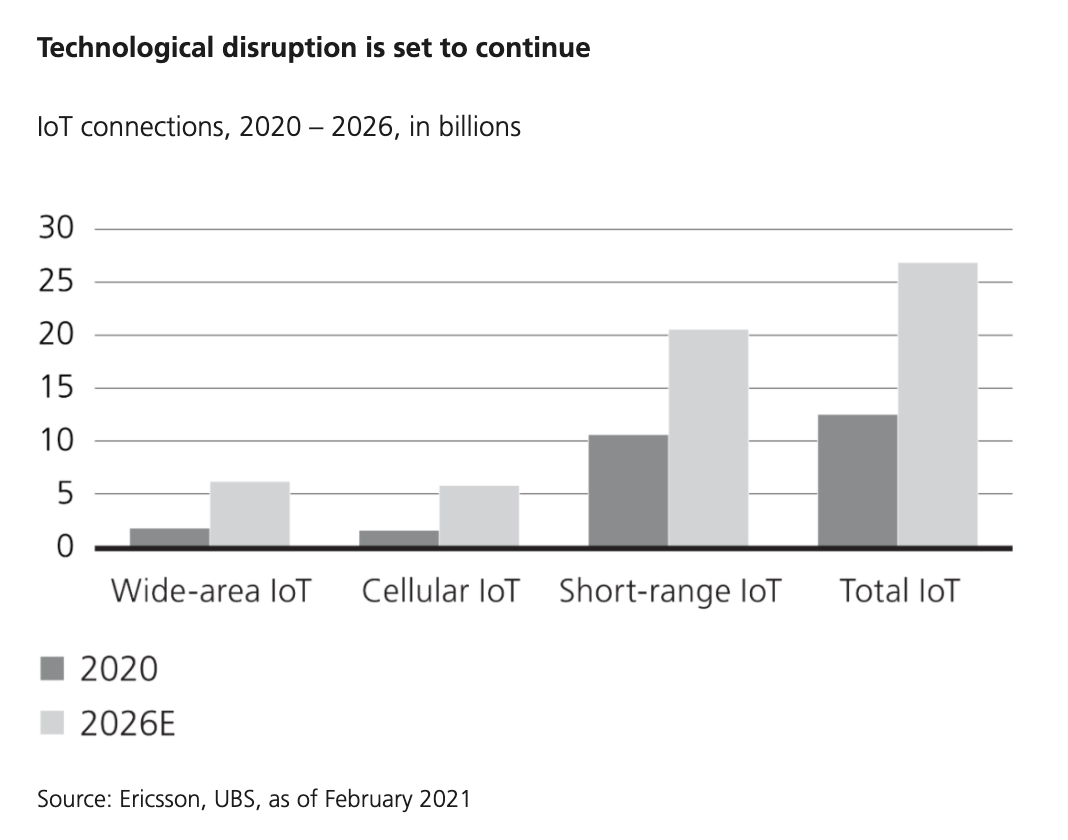 Technological disruption is set to continue
IoT connections, 2020 – 2026, in billions
30
25
20
15
10
5
0
Wide-area IoT Cellular IoT Short-range IoT Total IoT
2020
2026E
Source: Ericsson, UBS, as of February 2021